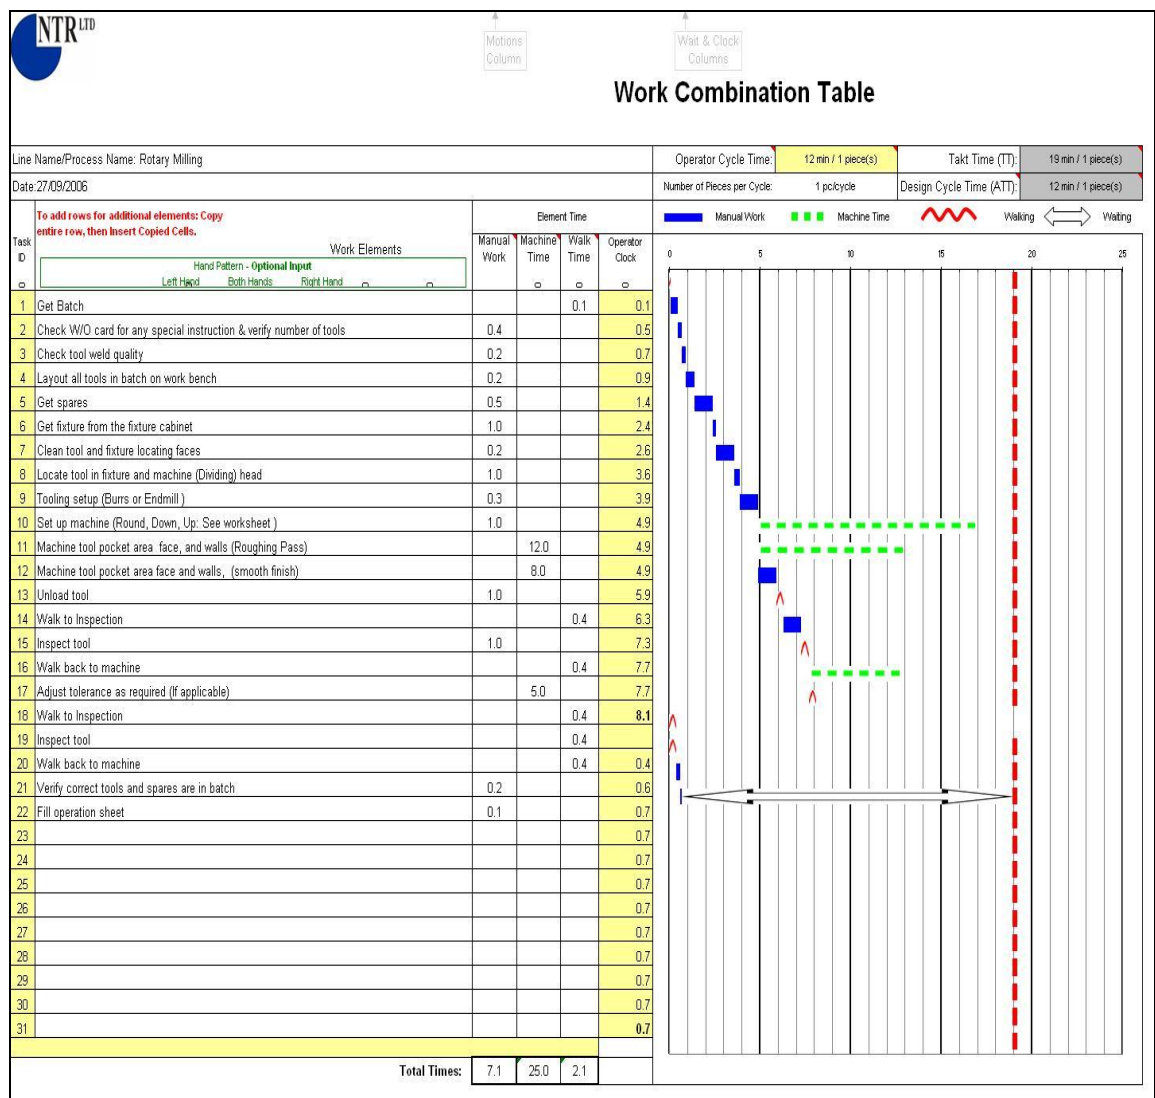 NTR LTD
Motions Column
Wait & Clock Columns
Work Combination Table
Line Name/Process Name: Rotary Milling
Operator Cycle Time: 12 min / 1 piece(s) Takt Time (TT): 19 min / 1 piece(s)
Date:27/09/2006
Number of Pieces per Cycle: 1 pc/cycle Design Cycle Time (ATT): 12 min / 1 piece(s)
To add rows for additional elements: Copy
entire row, then Insert Copied Cells.
Element Time
Manual Work Machine Time Walking Waiting
Task ID Work Elements Manual Work Machine Time Walk Time Operator Clock
0 5 10 15 20 25
Hand Pattern - Optional Input
Left Hand Both Hands Right Hand
1 Get Batch 0.1 0.1
2 Check W/O card for any special instruction & verify number of tools 0.4 0.5
3 Check tool weld quality 0.2 0.7
4 Layout all tools in batch on work bench 0.2 0.9
5 Get spares 0.5 1.4
6 Get fixture from the fixture cabinet 1.0 2.4
7 Clean tool and fixture locating faces 0.2 2.6
8 Locate tool in fixture and machine (Dividing) head 1.0 3.6
9 Tooling setup (Burrs or Endmill ) 0.3 3.9
10 Set up machine (Round, Down, Up: See worksheet ) 1.0 4.9
11 Machine tool pocket area face, and walls (Roughing Pass) 12.0 4.9
12 Machine tool pocket area face and walls, (smooth finish) 8.0 4.9
13 Unload tool 1.0 5.9
14 Walk to Inspection 0.4 6.3
15 Inspect tool 1.0 7.3
16 Walk back to machine 0.4 7.7
17 Adjust tolerance as required (If applicable) 5.0 7.7
18 Walk to Inspection 0.4 8.1
19 Inspect tool 0.4
20 Walk back to machine 0.4 0.4
21 Verify correct tools and spares are in batch 0.2 0.6
22 Fill operation sheet 0.1 0.7
23 0.7
24 0.7
25 0.7
26 0.7
27 0.7
28 0.7
29 0.7
30 0.7
31 0.7
Total Times: 7.1 25.0 2.1